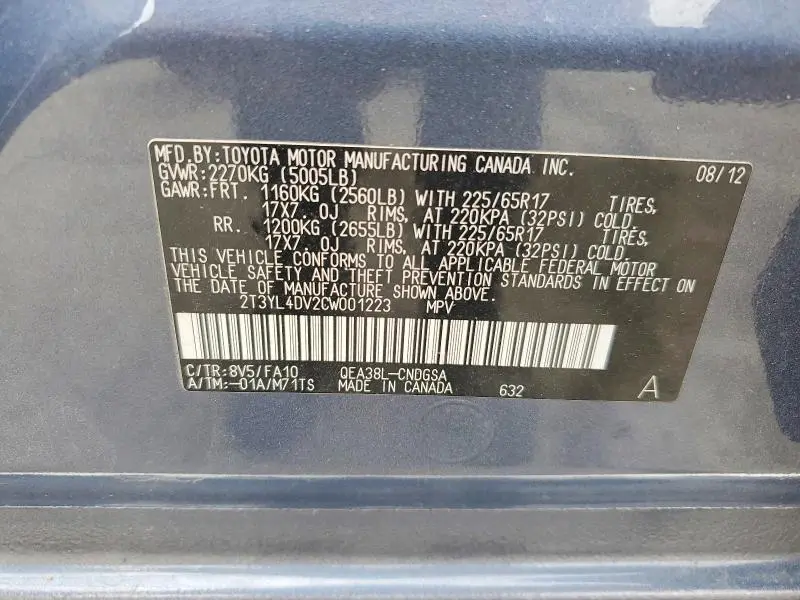 MFD.BY:TOYOTA MOTOR MANUFACTURING CANADA INC. 08/12
GVWR:2270KG (5005LB)
GAWR:FRT. 1160KG (2560LB) WITH 225/65R17 TIRES,
17X7.0J RIMS, AT 220KPA (32PSI) COLD.
RR. 1200KG (2655LB) WITH 225/65R17 TIRES,
17X7.0J RIMS, AT 220KPA (32PSI) COLD.
THIS VEHICLE CONFORMS TO ALL APPLICABLE FEDERAL MOTOR
VEHICLE SAFETY AND THEFT PREVENTION STANDARDS IN EFFECT ON
THE DATE OF MANUFACTURE SHOWN ABOVE.
2T3YL4DV2CW001223 MPV
C/TR:8V5/FA10 QEA38L-CNDGSA
A/TM:-01A/M71TS MADE IN CANADA 632 A